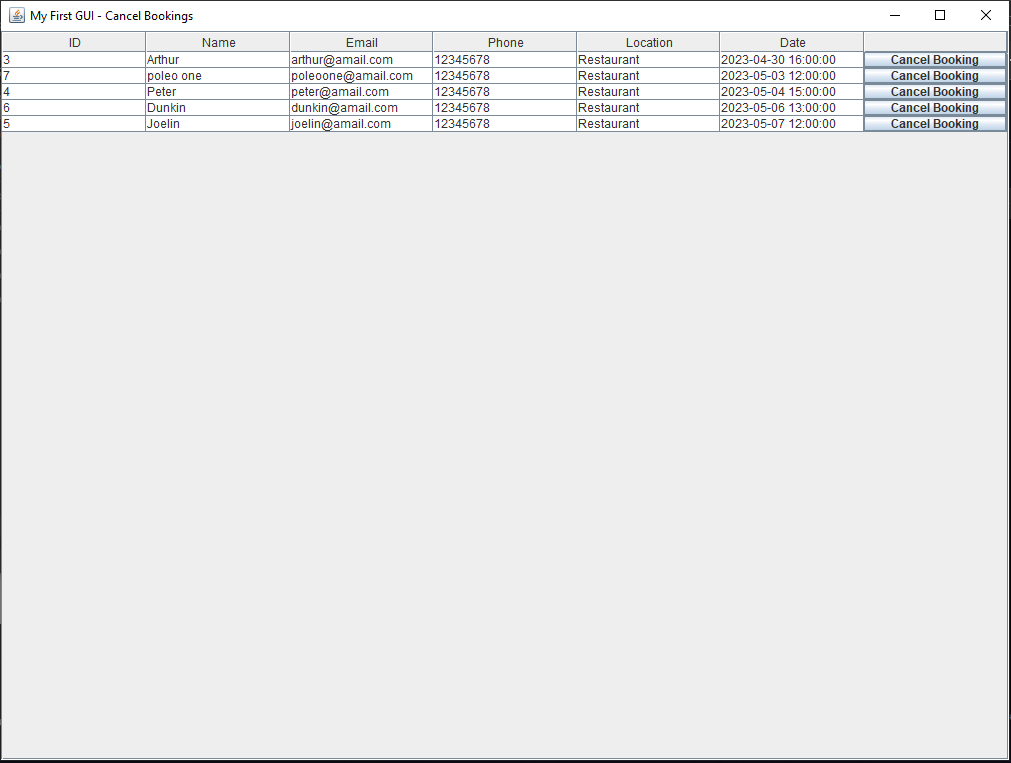 My First GUI - Cancel Bookings
ID Name Email Phone Location Date
3 Arthur arthur@amail.com 12345678 Restaurant 2023-04-30 16:00:00 Cancel Booking
7 poleo one poleoone@amail.com 12345678 Restaurant 2023-05-03 12:00:00 Cancel Booking
4 Peter peter@amail.com 12345678 Restaurant 2023-05-04 15:00:00 Cancel Booking
6 Dunkin dunkin@amail.com 12345678 Restaurant 2023-05-06 13:00:00 Cancel Booking
5 Joelin joelin@amail.com 12345678 Restaurant 2023-05-07 12:00:00 Cancel Booking